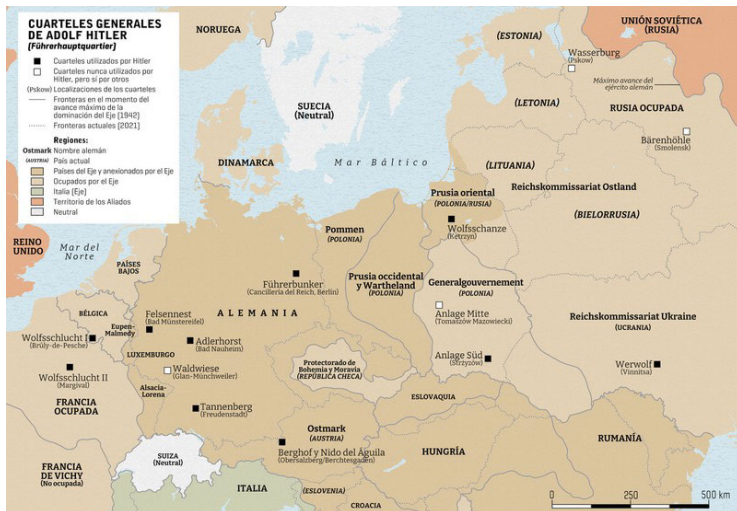 CUARTELES GENERALES
DE ADOLF HITLER
(Führerhauptquartier)
Cuarteles utilizados por Hitler
Cuarteles nunca utilizados por
Hitler, pero sí por otros
(Pskow) Localizaciones de los cuarteles
Fronteras en el momento del
avance máximo de la
dominación del Eje [1942]
Fronteras actuales [2021]
Regiones:
Ostmark Nombre alemán
(AUSTRIA) País actual
Países del Eje y anexionados por el Eje
Ocupados por el Eje
Italia [Eje]
Territorio de los Aliados
Neutral
NORUEGA
SUECIA
(Neutral)
DINAMARCA
Mar Báltico
(ESTONIA)
Wasserburg
(Pskow)
UNIÓN SOVIÉTICA
(RUSIA)
Máximo avance del
ejército alemán
(LETONIA)
RUSIA OCUPADA
Bärenhöhle
(Smolensk)
(LITUANIA)
Reichskommissariat Ostland
(BIELORRUSIA)
Prusia oriental
(POLONIA/RUSIA)
Wolfsschanze
(Kętrzyn)
REINO
UNIDO
Mar del
Norte
PAÍSES
BAJOS
Pommen
(POLONIA)
Prusia occidental
y Wartheland
(POLONIA)
Generalgouvernement
(POLONIA)
Führerbunker
(Cancillería del Reich, Berlín)
ALEMANIA
Anlage Mitte
(Tomaszów Mazowiecki)
Reichskommissariat Ukraine
(UCRANIA)
BÉLGICA
Eupen-
Malmedy
Felsennest
(Bad Münstereifel)
Wolfsschlucht I
(Brûly-de-Pesche)
Adlerhorst
(Bad Nauheim)
LUXEMBURGO
Waldwiese
(Glan-Münchweiler)
Wolfsschlucht II
(Margival)
Alsacia-
Lorena
Protectorado de
Bohemia y Moravia
(REPÚBLICA CHECA)
Anlage Süd
(Strzyżów)
Werwolf
(Vinnitsa)
FRANCIA
OCUPADA
Tannenberg
(Freudenstadt)
ESLOVAQUIA
Ostmark
(AUSTRIA)
Berghof y Nido del Águila
(Obersalzberg/Berchtesgaden)
HUNGRÍA
RUMANÍA
SUIZA
(Neutral)
FRANCIA
DE VICHY
(No ocupada)
ITALIA
(ESLOVENIA)
CROACIA
0 250 500 km